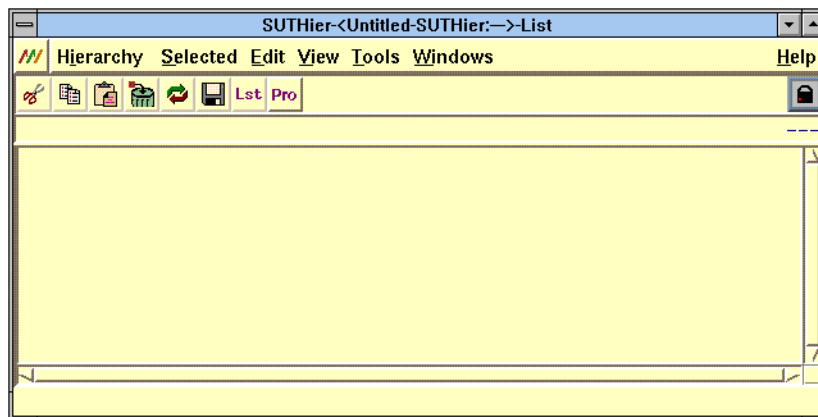 SUTHier-<Untitled-SUTHier:—>-List
Hierarchy Selected Edit View Tools Windows Help
Lst Pro
---